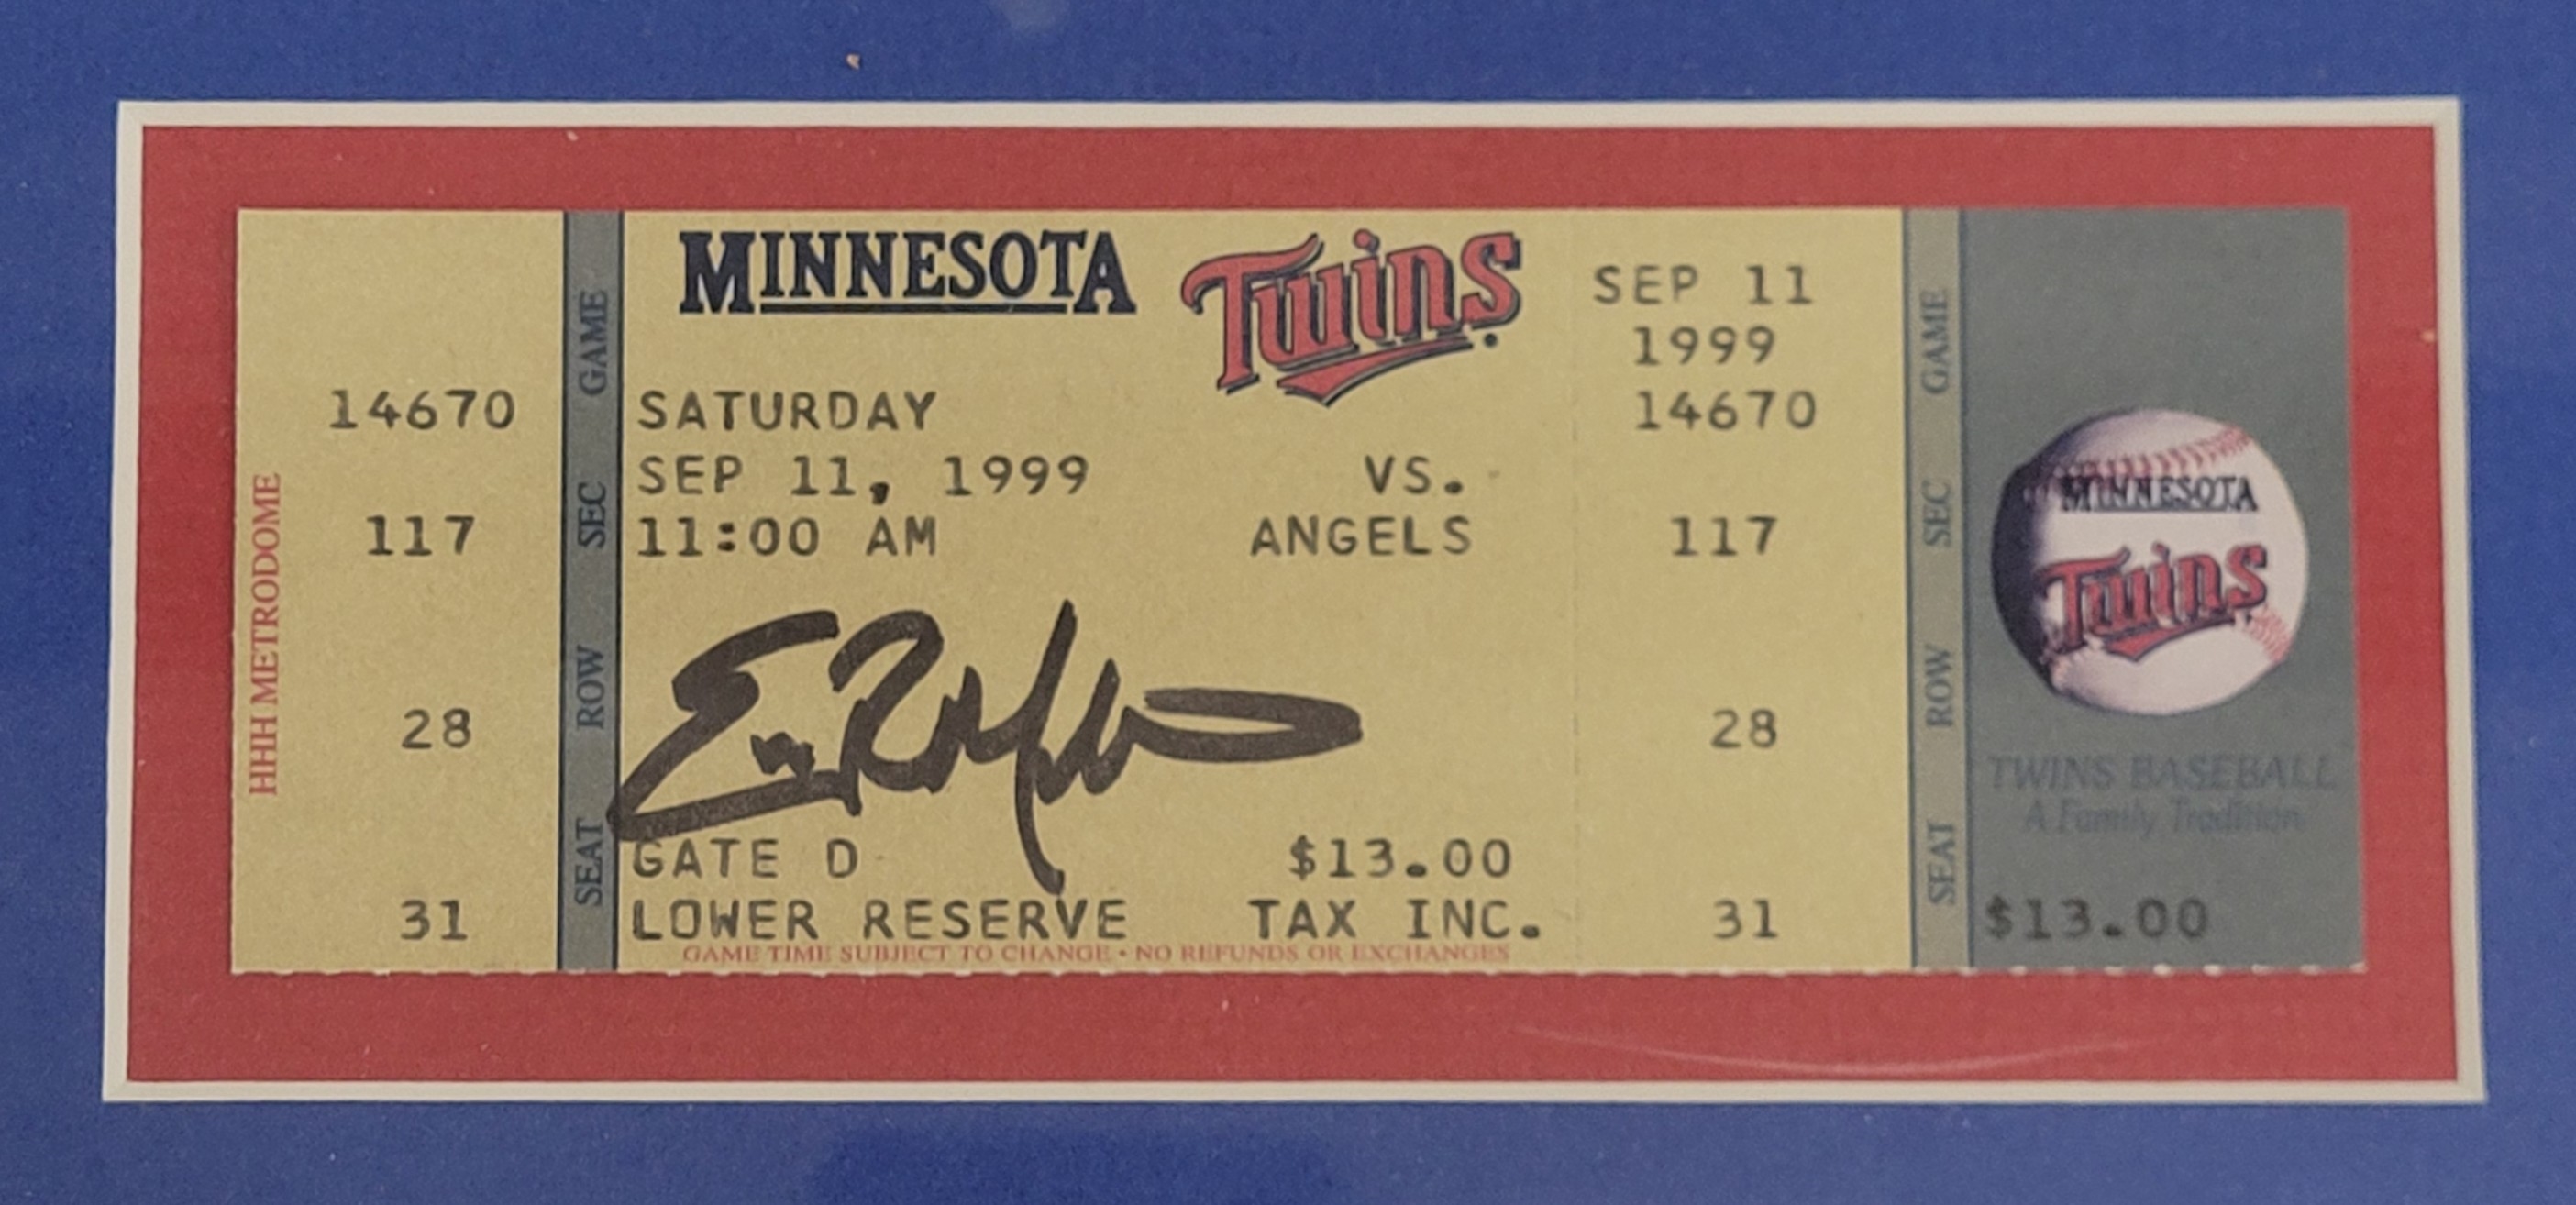 HHH METRODOME
14670
117
28
31
GAME
SEC
ROW
SEAT
MINNESOTA Twins
SATURDAY
SEP 11, 1999
11:00 AM
VS.
ANGELS
GATE D $13.00
LOWER RESERVE TAX INC.
GAME TIME SUBJECT TO CHANGE • NO REFUNDS OR EXCHANGES
SEP 11
1999
14670
117
28
31
GAME
SEC
ROW
SEAT
MINNESOTA
Twins
TWINS BASEBALL
A Family Tradition
$13.00